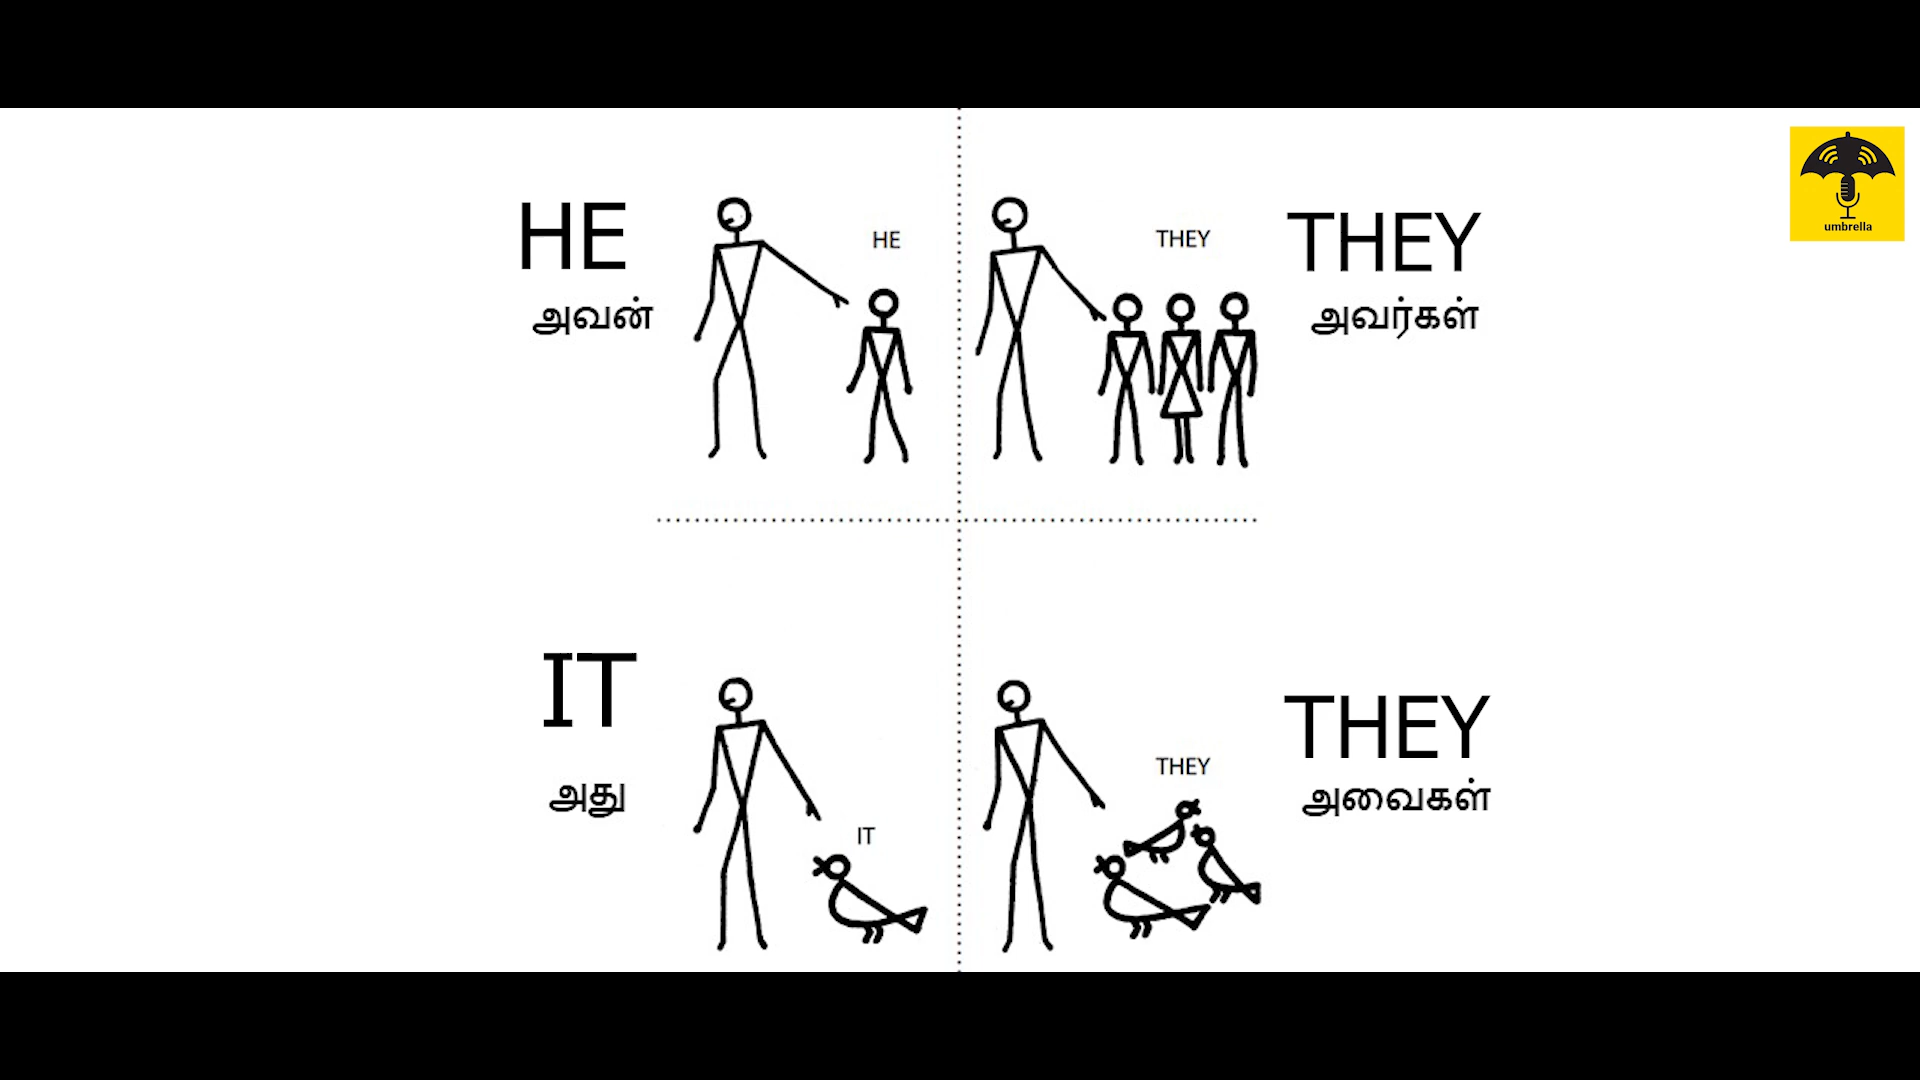 HE
அவன்
HE
THEY
THEY
அவர்கள்
umbrella
IT
அது
IT
THEY
THEY
அவைகள்